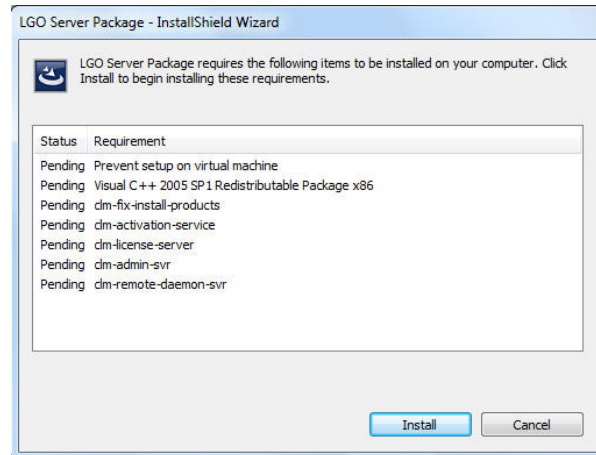 LGO Server Package - InstallShield Wizard
LGO Server Package requires the following items to be installed on your computer. Click
Install to begin installing these requirements.
Status Requirement
Pending Prevent setup on virtual machine
Pending Visual C++ 2005 SP1 Redistributable Package x86
Pending clm-fix-install-products
Pending clm-activation-service
Pending clm-license-server
Pending clm-admin-svr
Pending clm-remote-daemon-svr
Install Cancel